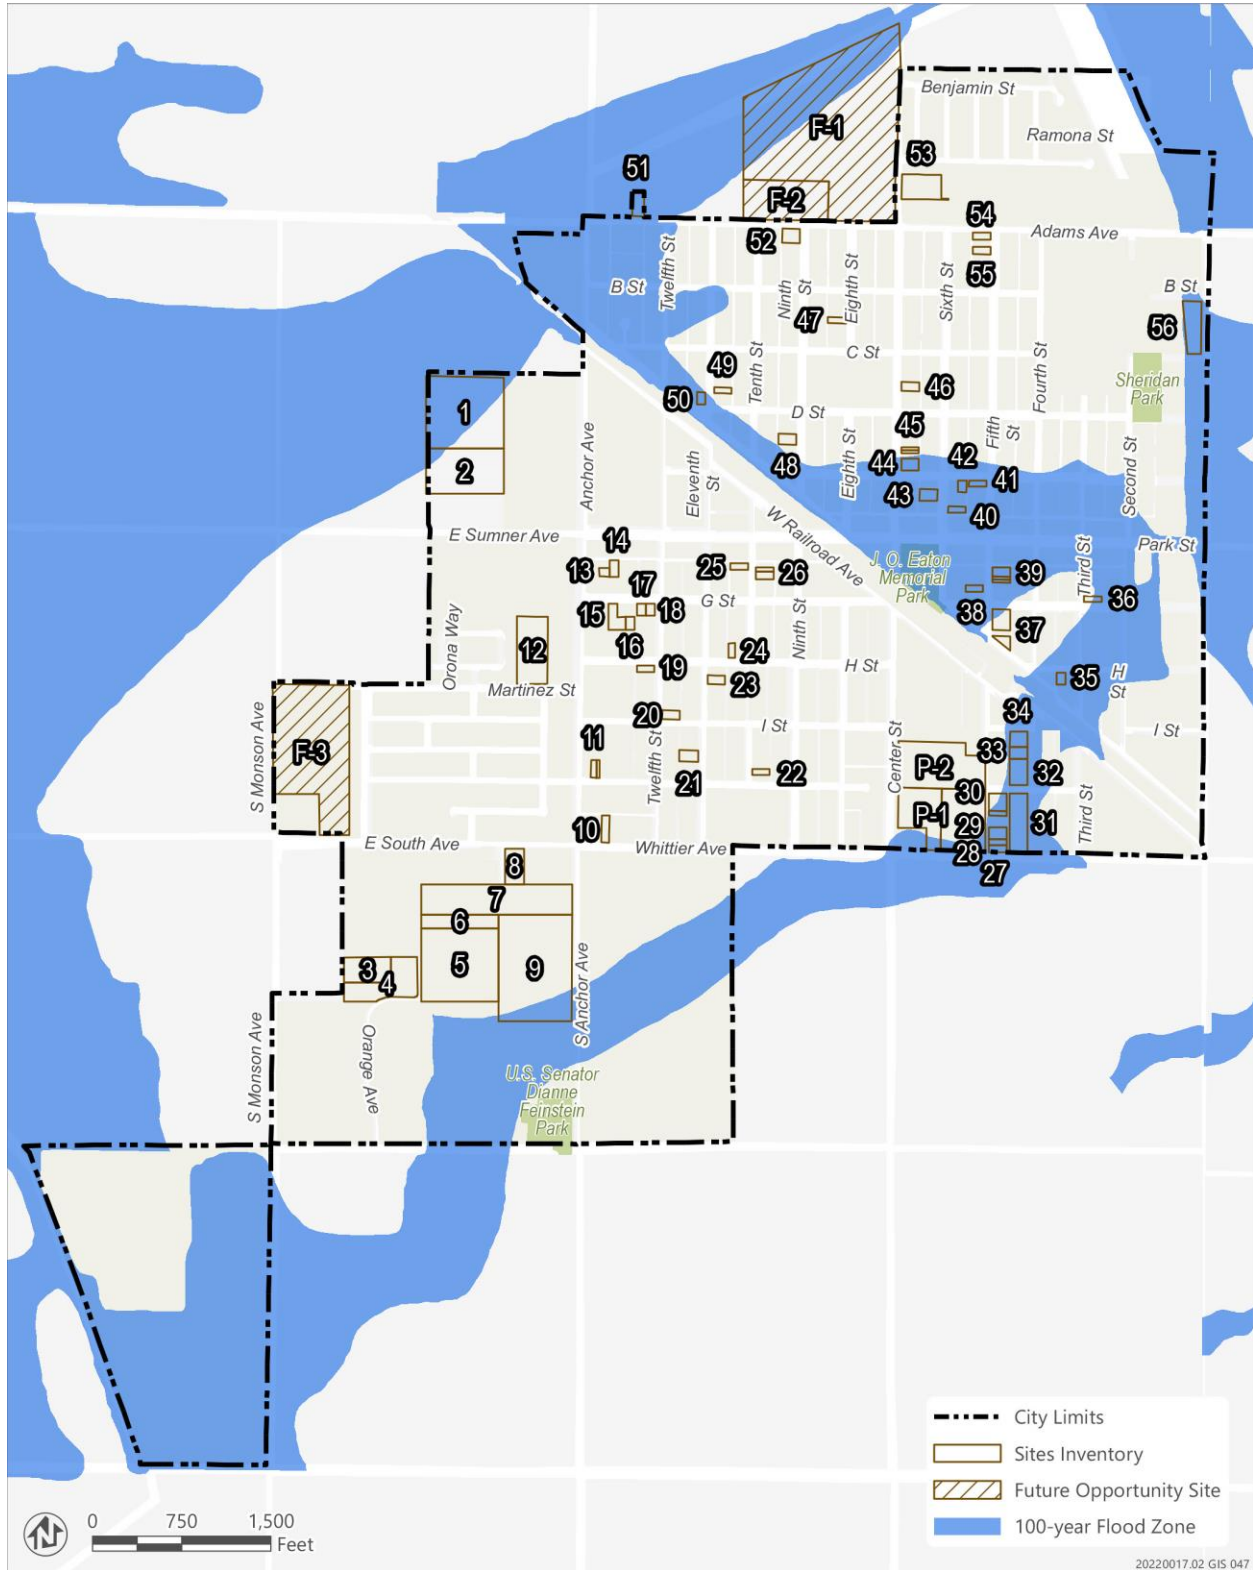 Benjamin St
F-1
Ramona St
53
51
F-2
54
Adams Ave
52
Twelfth St
55
B St
Ninth St
Eighth St
Sixth St
B St
47
56
C St
Tenth St
Fourth St
49
46
Sheridan
Park
1
50
D St
45
Fifth St
Anchor Ave
48
44
42
2
Eleventh St
Eighth St
41
Second St
43
40
W Railroad Ave
E Sumner Ave
14
Park St
J. O. Eaton
Memorial
Park
13
25
26
39
Third St
17
G St
38
36
15
18
Ninth St
37
Orona Way
12
16
24
H St
19
23
35
H St
Martinez St
34
20
I St
I St
S Monson Ave
F-3
11
Twelfth St
Center St
33
P-2
21
22
32
30
P-1
10
29
31
Third St
E South Ave
Whittier Ave
28
8
27
7
6
3
5
9
4
S Anchor Ave
S Monson Ave
Orange Ave
U.S. Senator
Dianne
Feinstein
Park
City Limits
Sites Inventory
Future Opportunity Site
100-year Flood Zone
N
0 750 1,500
Feet
20220017.02 GIS 047